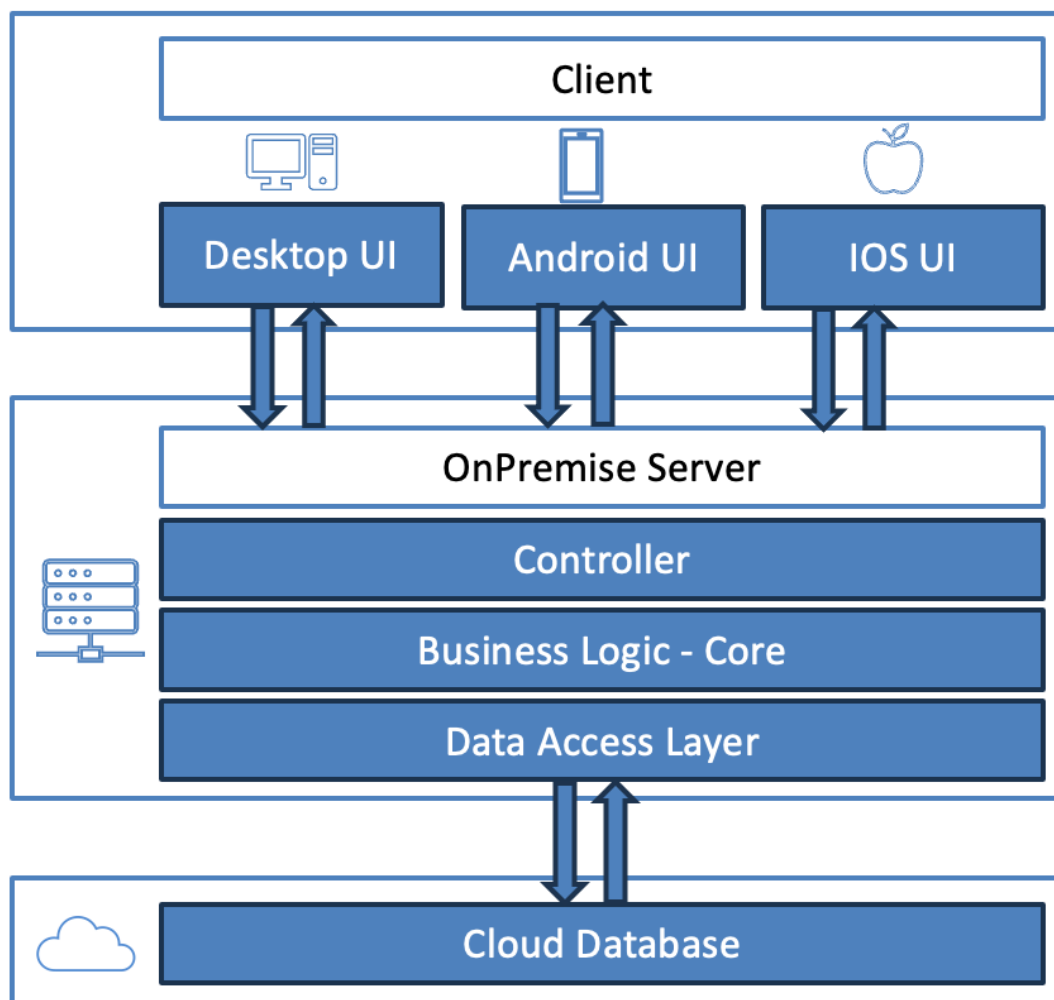 Client
Desktop UI
Android UI
IOS UI
OnPremise Server
Controller
Business Logic - Core
Data Access Layer
Cloud Database